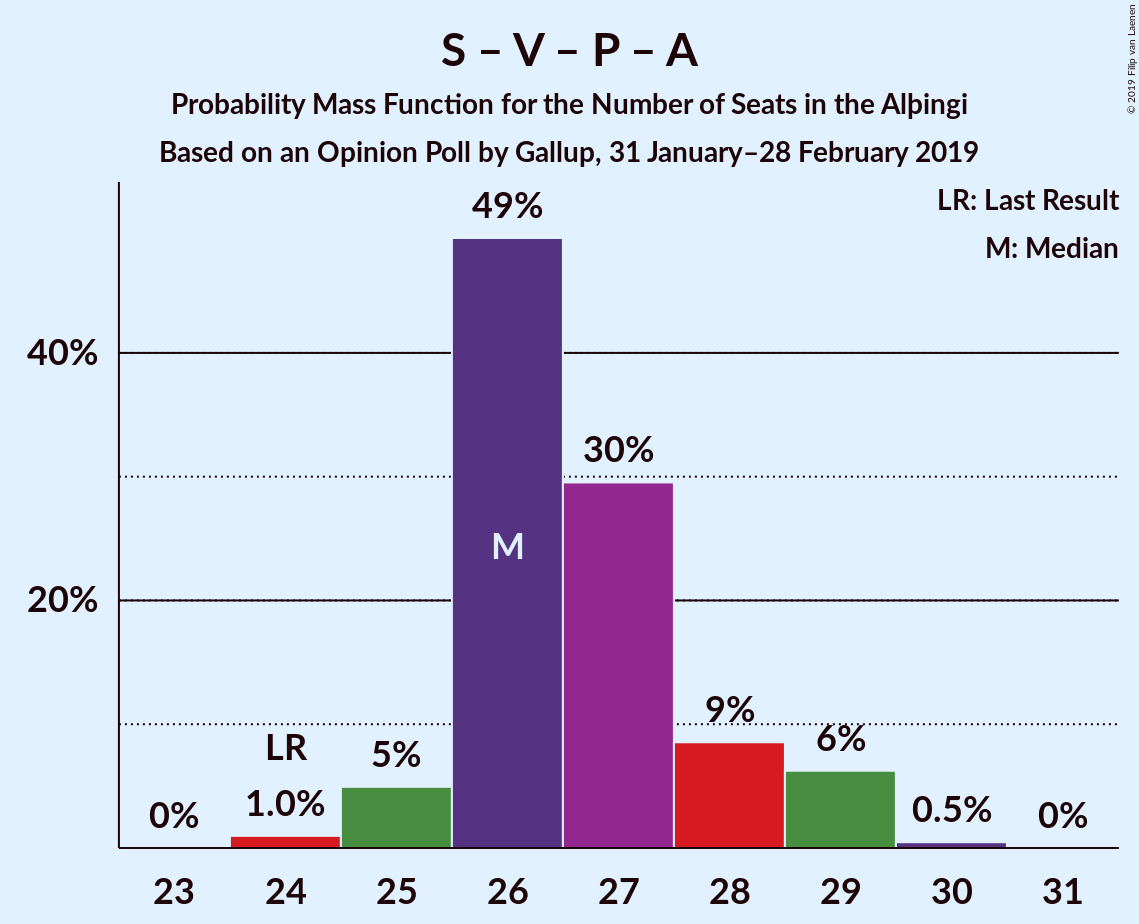 S – V – P – A
Probability Mass Function for the Number of Seats in the Alþingi
Based on an Opinion Poll by Gallup, 31 January–28 February 2019
© 2019 Filip van Laenen
LR: Last Result
M: Median
40%
20%
0%
LR
1.0%
5%
49%
M
30%
9%
6%
0.5%
0%
23 24 25 26 27 28 29 30 31